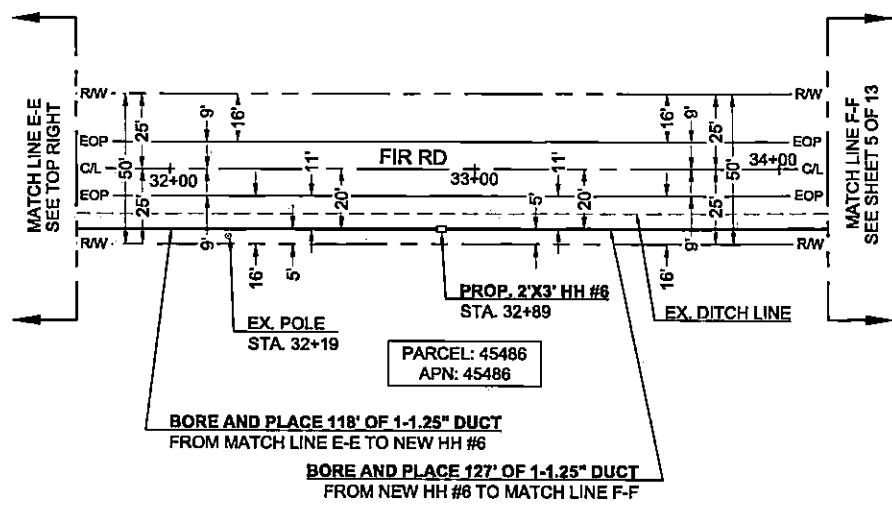 MATCH LINE E-E
SEE TOP RIGHT
R/W
EOP
C/L
EOP
R/W
50'
25'
25'
9'
9'
16'
16'
5'
11'
20'
FIR RD
32+00
33+00
34+00
5'
11'
20'
16'
16'
9'
9'
25'
25'
50'
R/W
EOP
C/L
EOP
R/W
MATCH LINE F-F
SEE SHEET 5 OF 13
EX. POLE
STA. 32+19
PROP. 2'X3' HH #6
STA. 32+89
EX. DITCH LINE
PARCEL: 45486
APN: 45486
BORE AND PLACE 118' OF 1-1.25" DUCT
FROM MATCH LINE E-E TO NEW HH #6
BORE AND PLACE 127' OF 1-1.25" DUCT
FROM NEW HH #6 TO MATCH LINE F-F